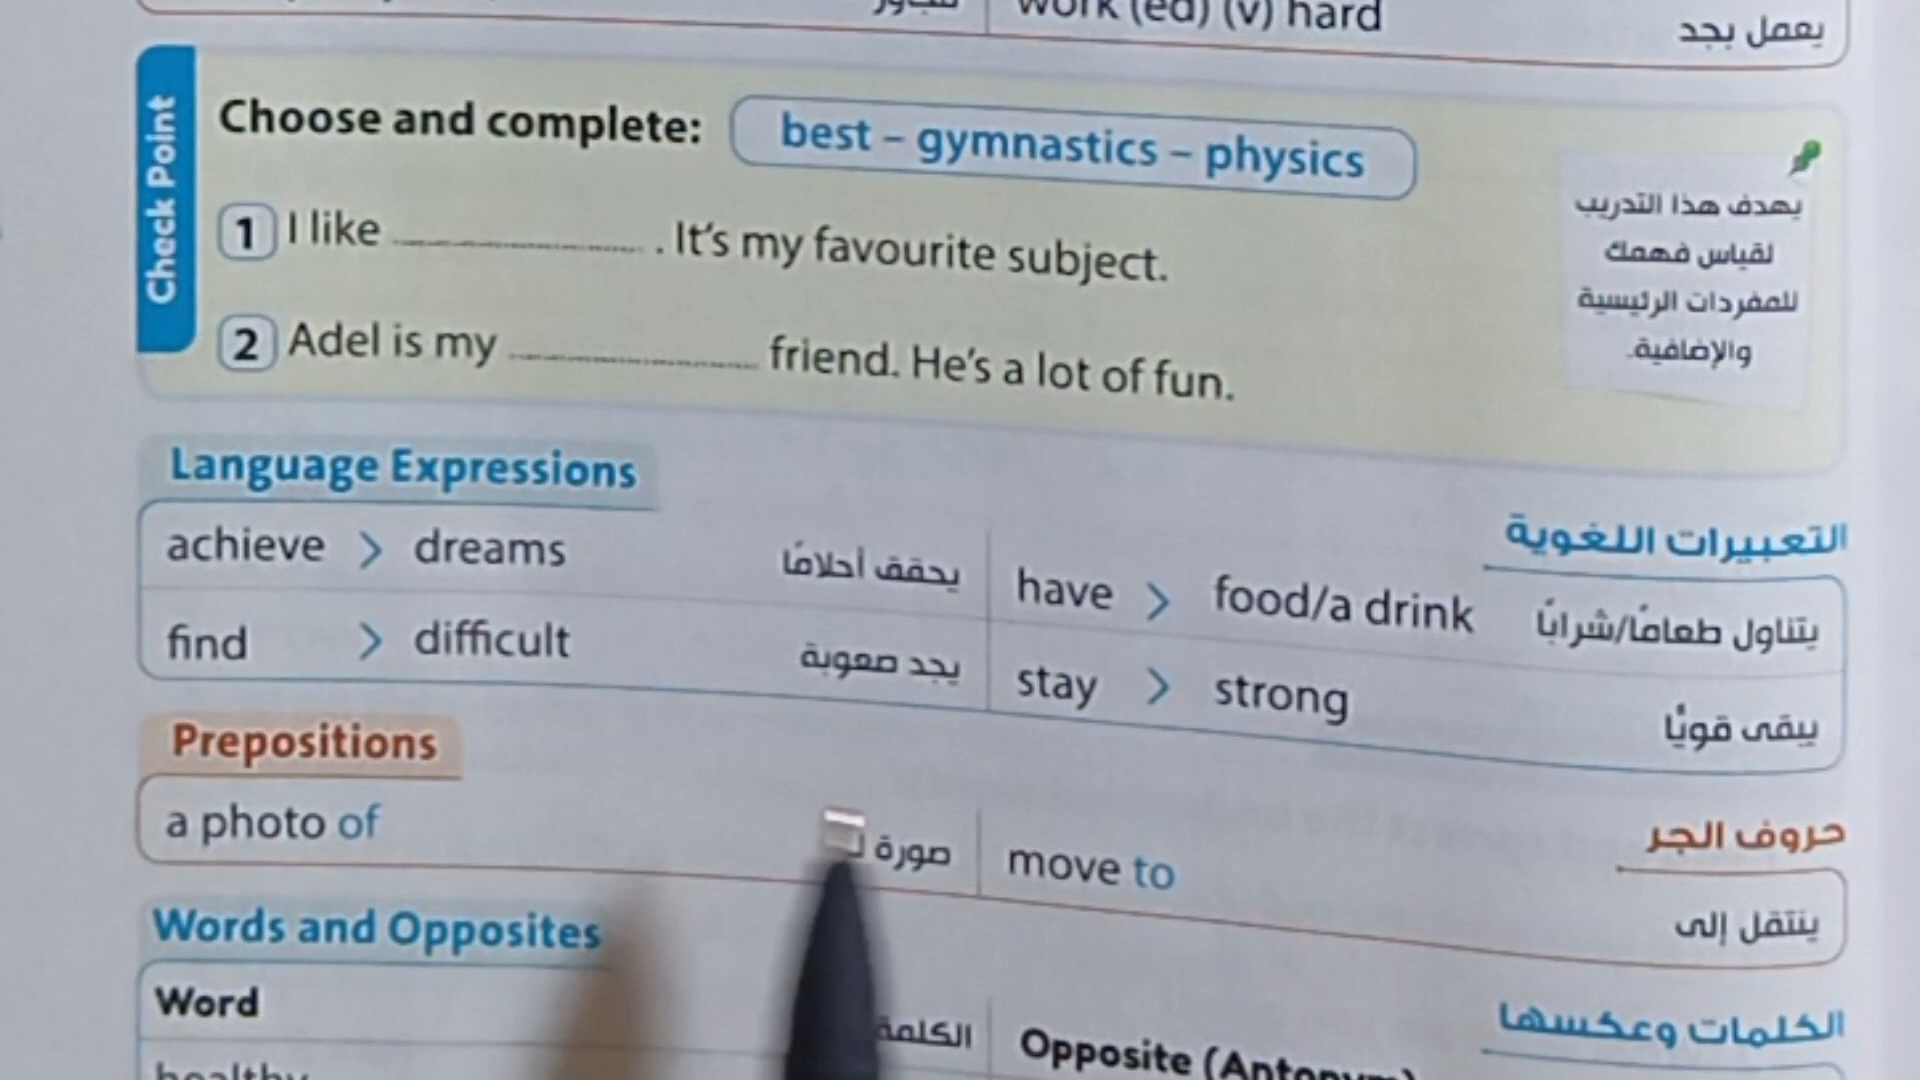 work (ed) (v) hard يعمل بجد
Check Point
Choose and complete: best – gymnastics – physics
1 I like ............ . It's my favourite subject.
2 Adel is my ............ friend. He's a lot of fun.
يهدف هذا التدريب
لقياس فهمك
للمفردات الرئيسية
والإضافية.
Language Expressions التعبيرات اللغوية
achieve > dreams يحقق أحلامًا have > food/a drink يتناول طعامًا/شرابًا
find > difficult يجد صعوبة stay > strong يبقى قويًّا
Prepositions حروف الجر
a photo of صورة move to ينتقل إلى
Words and Opposites الكلمات وعكسها
Word الكلمة Opposite (Antonym)
healthy